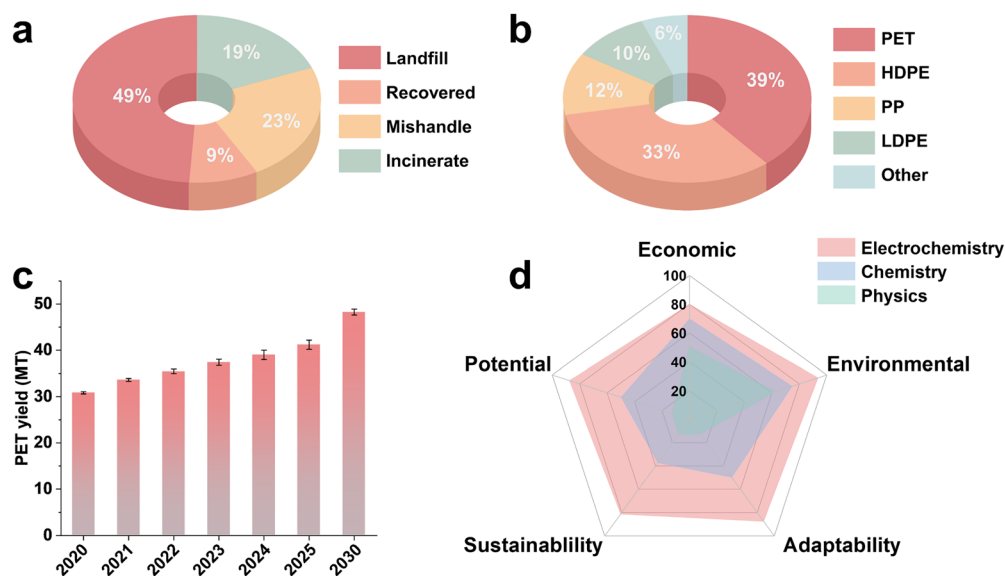 a
49%
19%
23%
9%
Landfill
Recovered
Mishandle
Incinerate
b
6%
10%
12%
33%
39%
PET
HDPE
PP
LDPE
Other
c
PET yield (MT)
50
40
30
20
10
0
2020
2021
2022
2023
2024
2025
2030
d
Electrochemistry
Chemistry
Physics
Economic
100
80
60
40
20
Potential
Environmental
Sustainablility
Adaptability